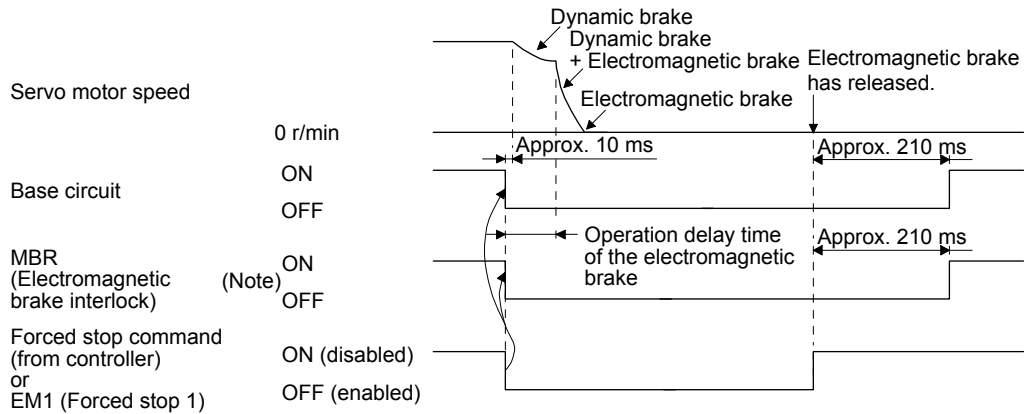 Dynamic brake
Dynamic brake
+ Electromagnetic brake
Electromagnetic brake
has released.
Servo motor speed
Electromagnetic brake
0 r/min
Approx. 10 ms
Approx. 210 ms
Base circuit
ON
OFF
Operation delay time
of the electromagnetic
brake
Approx. 210 ms
MBR
(Electromagnetic
brake interlock)
(Note)
ON
OFF
Forced stop command
(from controller)
or
EM1 (Forced stop 1)
ON (disabled)
OFF (enabled)